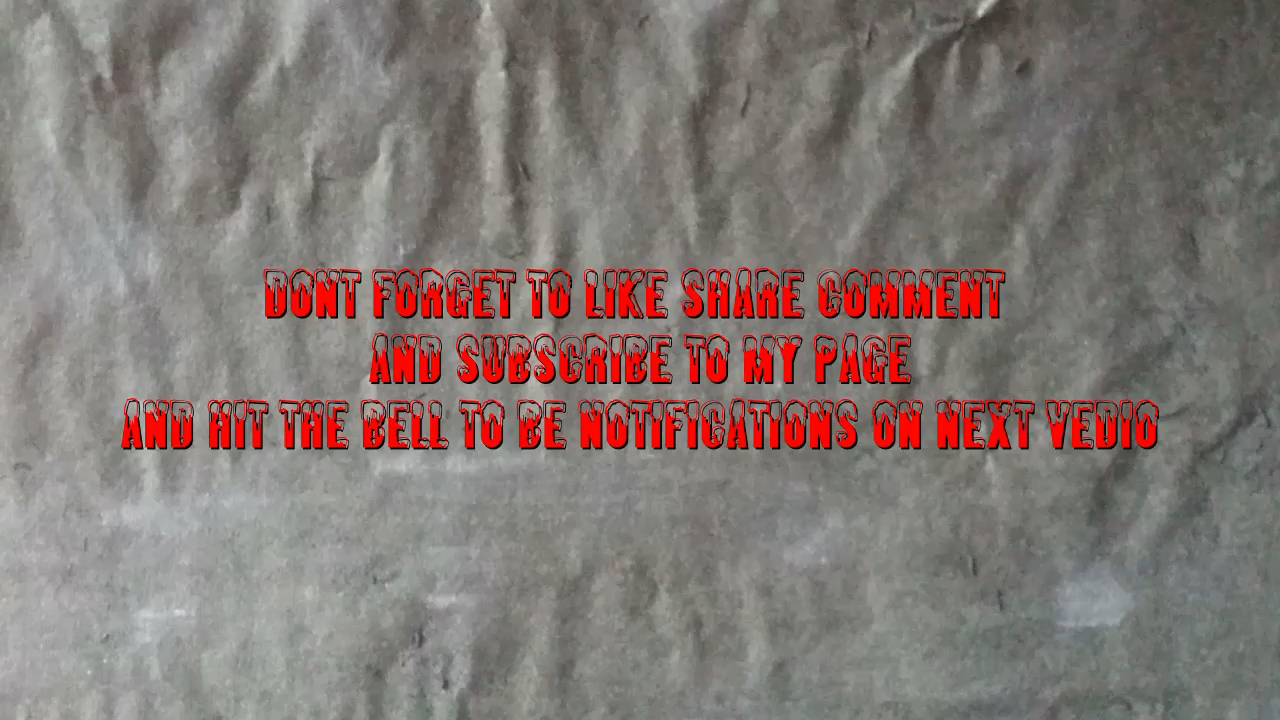 DONT FORGET TO LIKE SHARE COMMENT
AND SUBSCRIBE TO MY PAGE
AND HIT THE BELL TO BE NOTIFICATIONS ON NEXT VEDIO